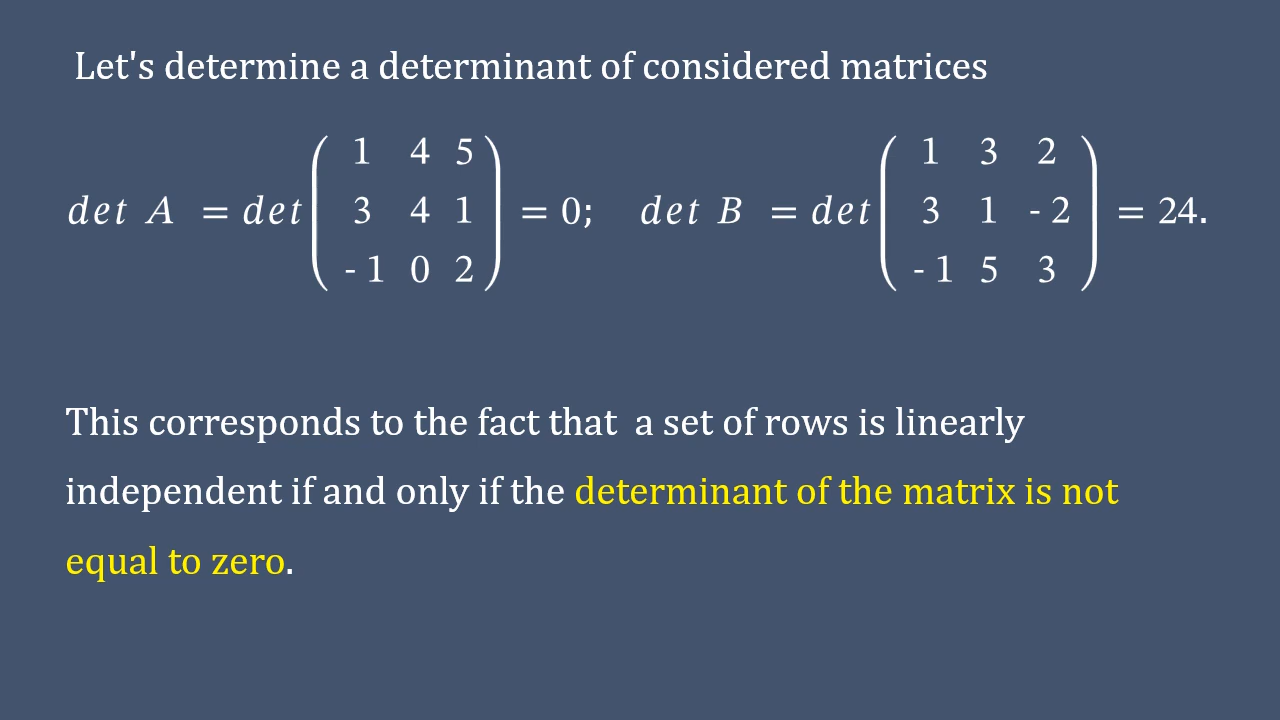 Let's determine a determinant of considered matrices
1 4 5 1 3 2
det A = det 3 4 1 = 0; det B = det 3 1 - 2 = 24.
- 1 0 2 - 1 5 3
This corresponds to the fact that a set of rows is linearly
independent if and only if the determinant of the matrix is not
equal to zero.